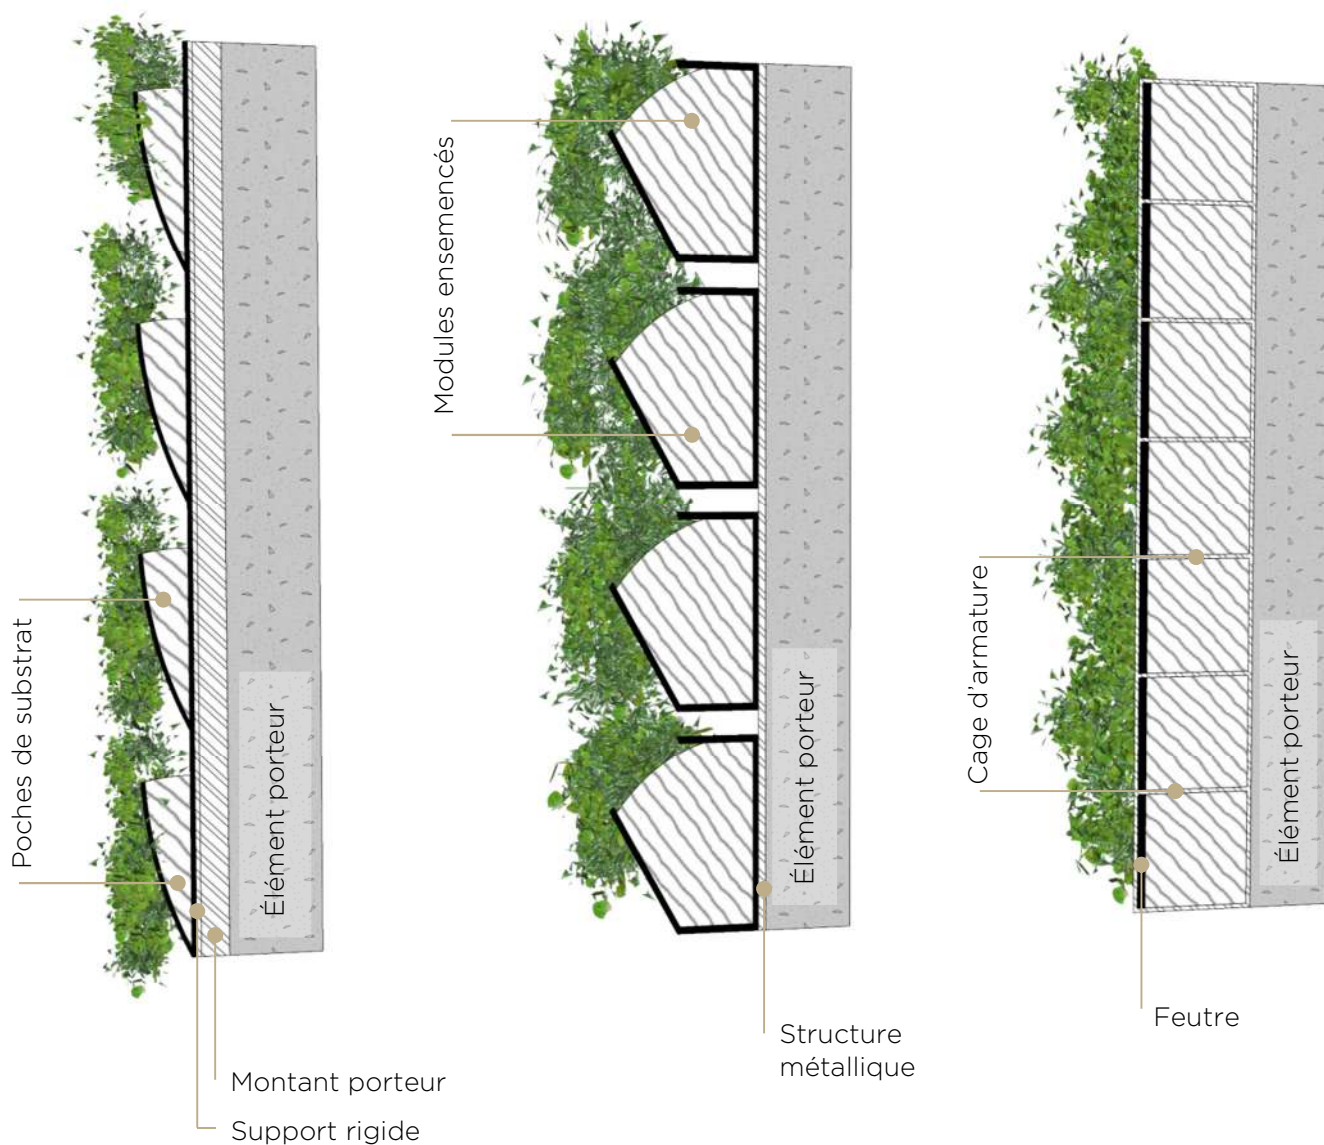 Poches de substrat
Élément porteur
Montant porteur
Support rigide
Modules ensemencés
Élément porteur
Structure
métallique
Cage d’armature
Élément porteur
Feutre